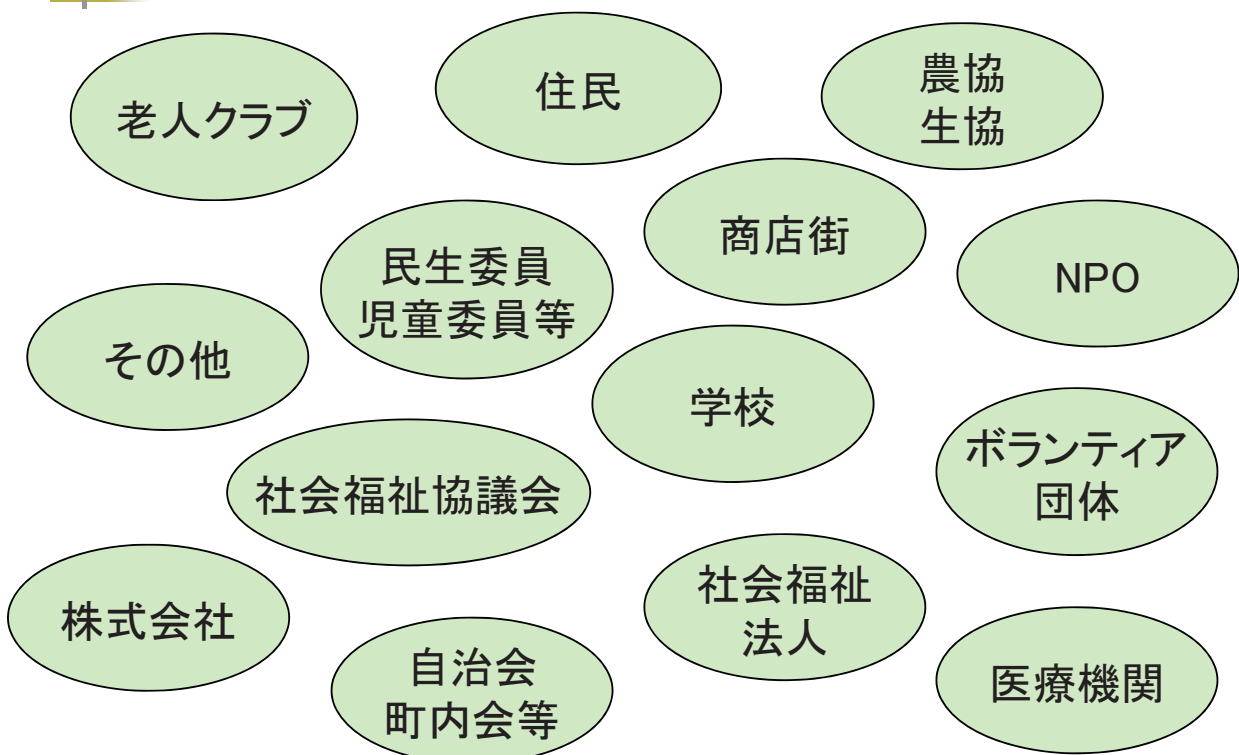 老人クラブ
住民
農協
生協
民生委員
児童委員等
商店街
NPO
その他
学校
ボランティア
団体
社会福祉協議会
株式会社
社会福祉
法人
自治会
町内会等
医療機関